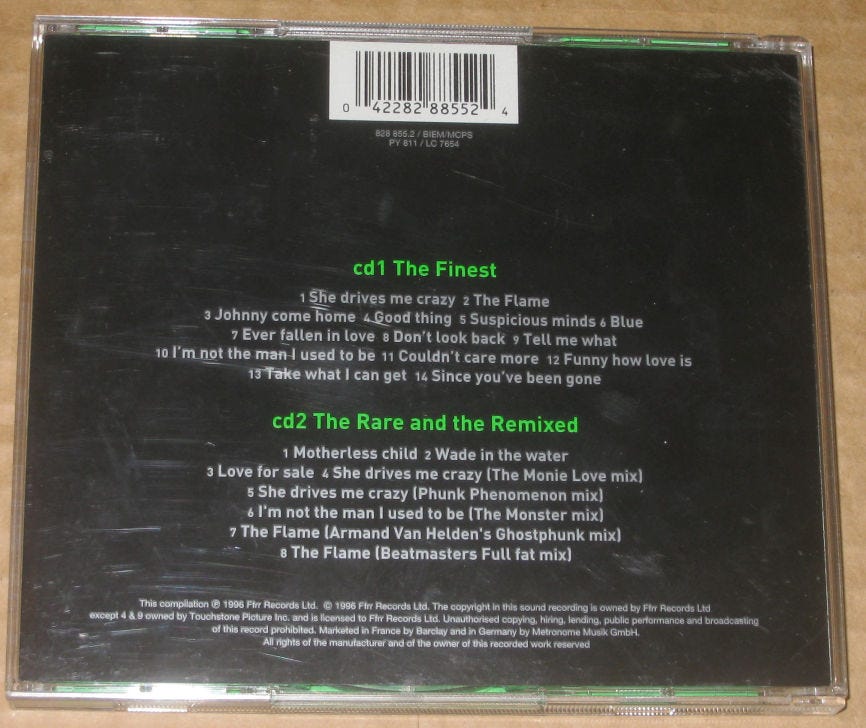 0 42282 88552 4
828 855.2 / BIEM/MCPS
PY 811 / LC 7654
cd1 The Finest
1 She drives me crazy 2 The Flame
3 Johnny come home 4 Good thing 5 Suspicious minds 6 Blue
7 Ever fallen in love 8 Don't look back 9 Tell me what
10 I'm not the man I used to be 11 Couldn't care more 12 Funny how love is
13 Take what I can get 14 Since you've been gone
cd2 The Rare and the Remixed
1 Motherless child 2 Wade in the water
3 Love for sale 4 She drives me crazy (The Monie Love mix)
5 She drives me crazy (Phunk Phenomenon mix)
6 I'm not the man I used to be (The Monster mix)
7 The Flame (Armand Van Helden's Ghostphunk mix)
8 The Flame (Beatmasters Full fat mix)
This compilation ℗ 1996 Ffrr Records Ltd. © 1996 Ffrr Records Ltd. The copyright in this sound recording is owned by Ffrr Records Ltd
except 4 & 9 owned by Touchstone Picture Inc. and is licensed to Ffrr Records Ltd. Unauthorised copying, hiring, lending, public performance and broadcasting
of this record prohibited. Marketed in France by Barclay and in Germany by Metronome Musik GmbH.
All rights of the manufacturer and of the owner of this recorded work reserved